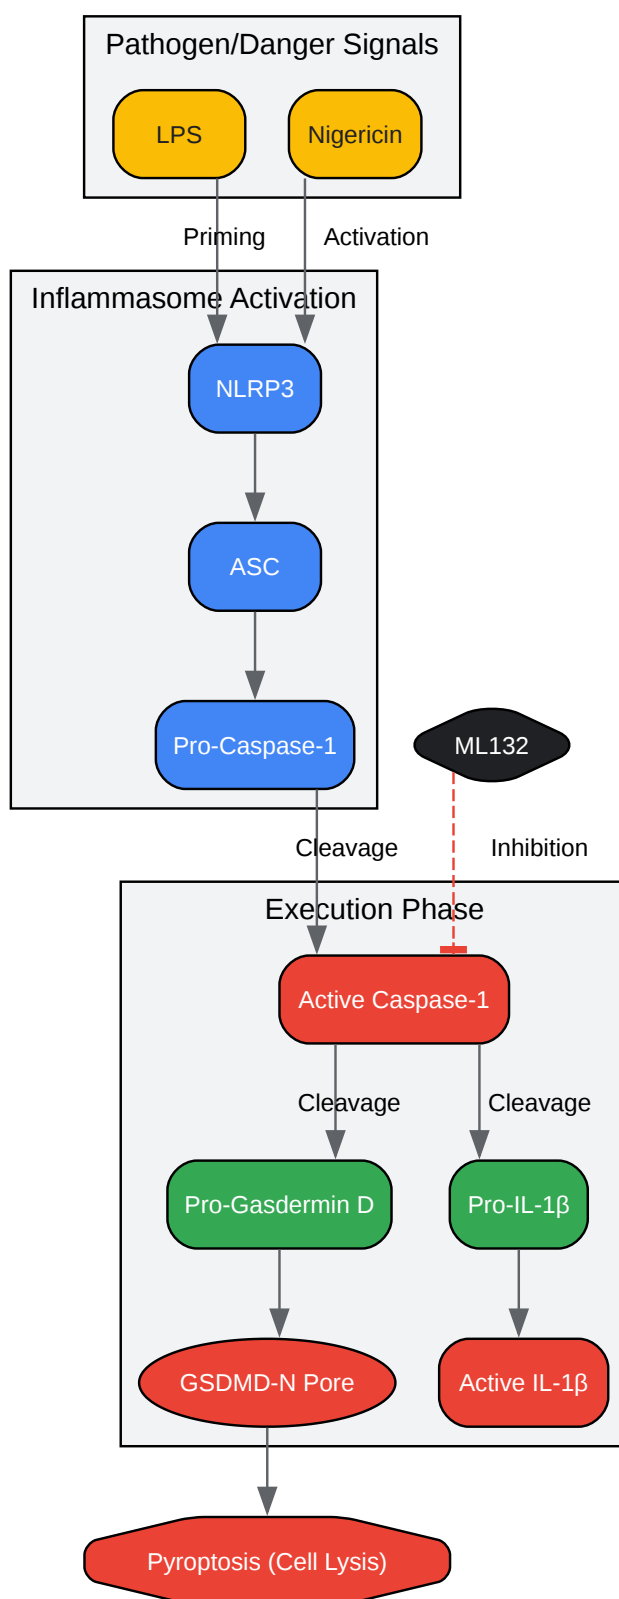 Pathogen/Danger Signals
LPS
Nigericin
Priming
Activation
Inflammasome Activation
NLRP3
ASC
Pro-Caspase-1
ML132
Cleavage
Inhibition
Execution Phase
Active Caspase-1
Cleavage
Cleavage
Pro-Gasdermin D
Pro-IL-1β
GSDMD-N Pore
Active IL-1β
Pyroptosis (Cell Lysis)